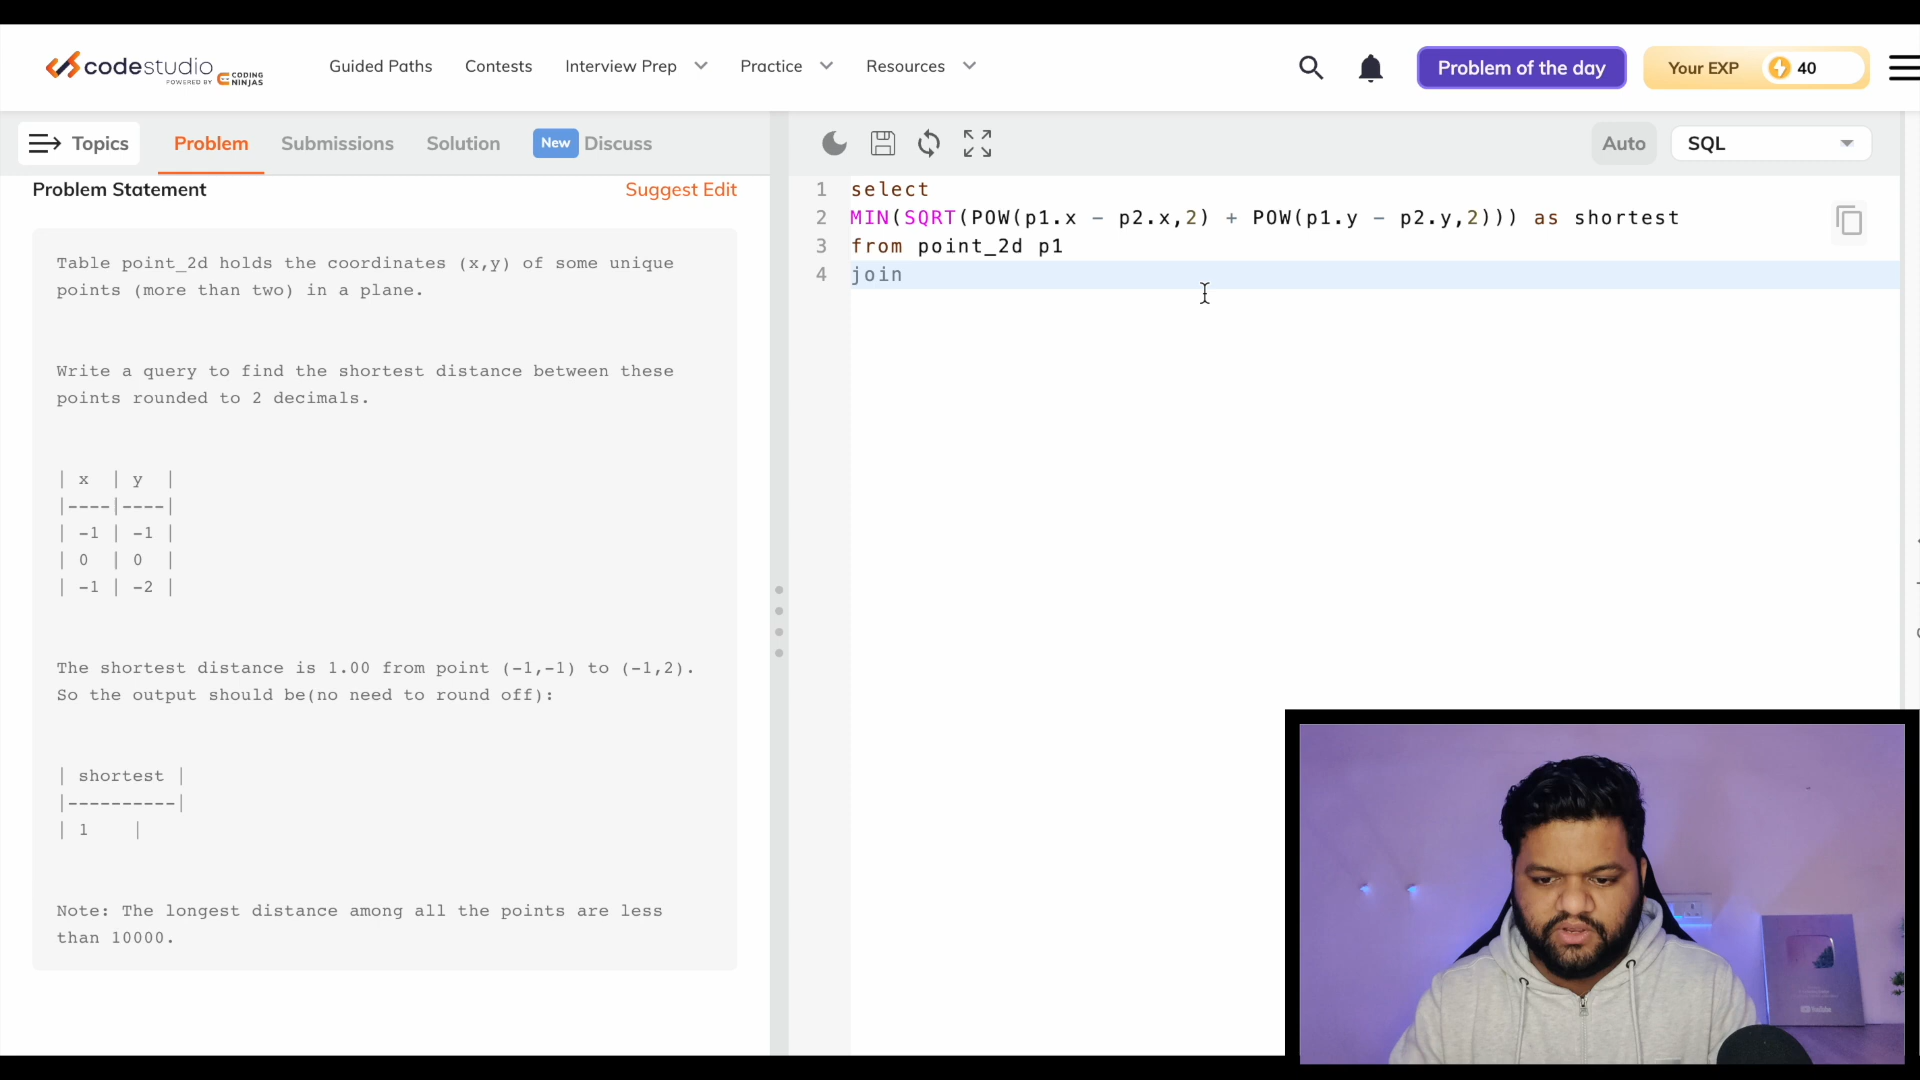 codestudio
POWERED BY CODING NINJAS
Guided Paths
Contests
Interview Prep
Practice
Resources
Problem of the day
Your EXP 40
Topics
Problem
Submissions
Solution
New Discuss
Auto
SQL
Problem Statement
Suggest Edit
Table point_2d holds the coordinates (x,y) of some unique
points (more than two) in a plane.
Write a query to find the shortest distance between these
points rounded to 2 decimals.
| x | y |
|----|----|
| -1 | -1 |
| 0 | 0 |
| -1 | -2 |
The shortest distance is 1.00 from point (-1,-1) to (-1,2).
So the output should be(no need to round off):
| shortest |
|----------|
| 1 |
Note: The longest distance among all the points are less
than 10000.
1 select
2 MIN(SQRT(POW(p1.x - p2.x,2) + POW(p1.y - p2.y,2))) as shortest
3 from point_2d p1
4 join
YouTube